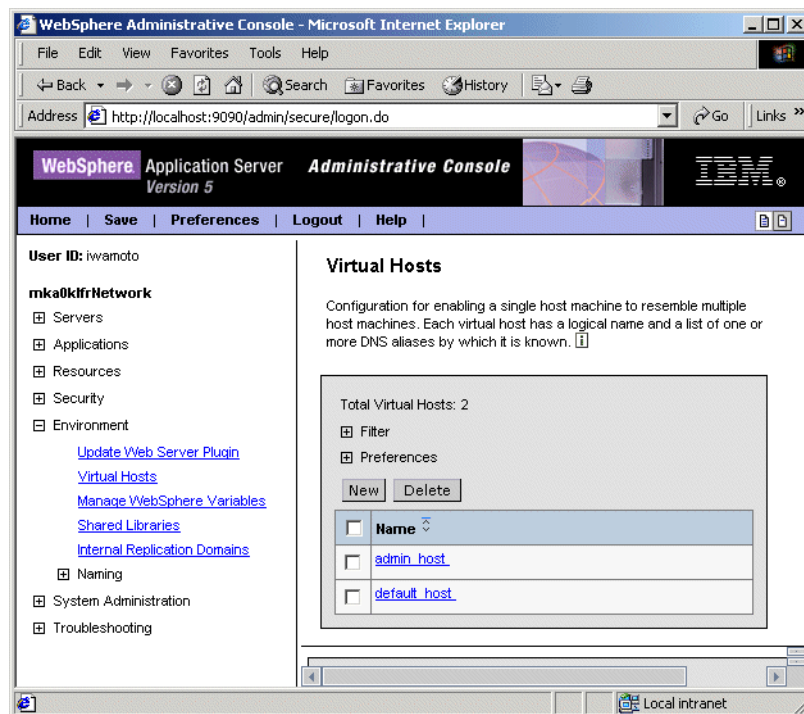 WebSphere Administrative Console - Microsoft Internet Explorer
File Edit View Favorites Tools Help
Back Search Favorites History
Address http://localhost:9090/admin/secure/logon.do Go Links »
WebSphere. Application Server Administrative Console IBM®
Version 5
Home | Save | Preferences | Logout | Help |
User ID: iwamoto
mka0klfrNetwork
Servers
Applications
Resources
Security
Environment
Update Web Server Plugin
Virtual Hosts
Manage WebSphere Variables
Shared Libraries
Internal Replication Domains
Naming
System Administration
Troubleshooting
Virtual Hosts
Configuration for enabling a single host machine to resemble multiple
host machines. Each virtual host has a logical name and a list of one or
more DNS aliases by which it is known. i
Total Virtual Hosts: 2
Filter
Preferences
New Delete
Name
admin_host
default_host
Local intranet